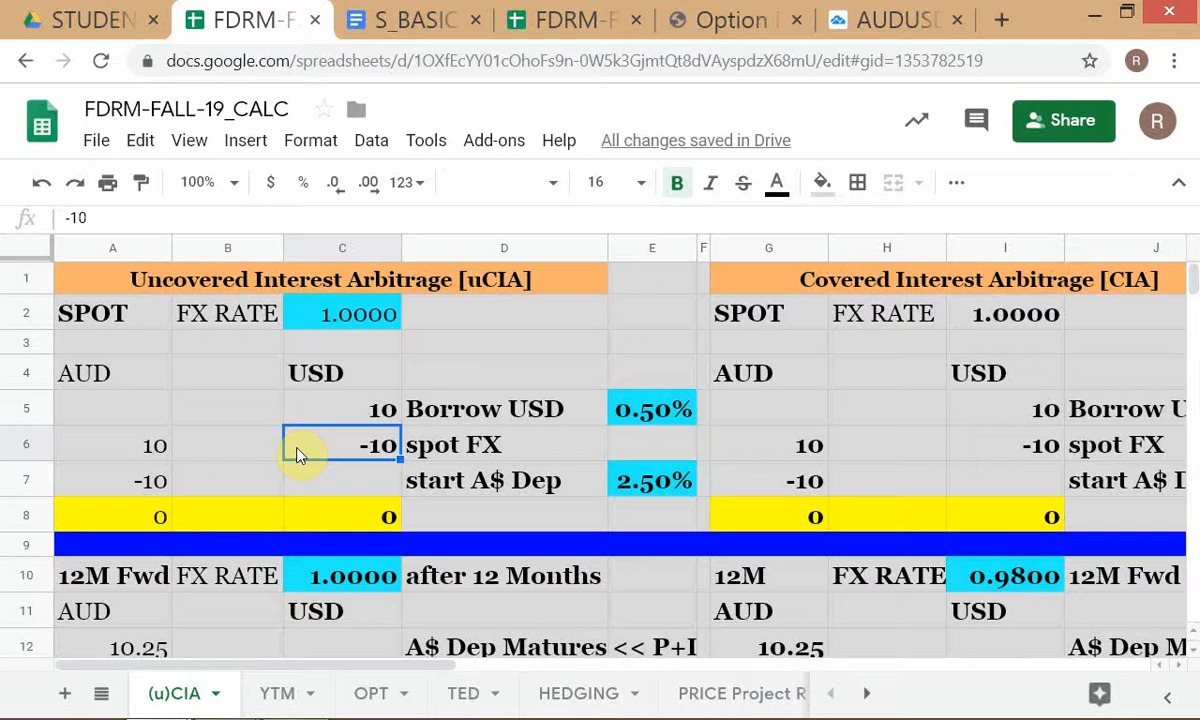 STUDEN × FDRM-F × S_BASIC × FDRM-F × Option × AUDUS × +
docs.google.com/spreadsheets/d/1OXfEcYY01cOhoFs9n-0W5k3GjmtQt8dVAyspdzX68mU/edit#gid=1353782519 R
FDRM-FALL-19_CALC
File Edit View Insert Format Data Tools Add-ons Help All changes saved in Drive Share R
100% $ % .0 .00 123 16 B I S A
fx -10
A B C D E F G H I J
1 Uncovered Interest Arbitrage [uCIA] Covered Interest Arbitrage [CIA]
2 SPOT FX RATE 1.0000 SPOT FX RATE 1.0000
3
4 AUD USD AUD USD
5 10 Borrow USD 0.50% 10 Borrow U
6 10 -10 spot FX 10 -10 spot FX
7 -10 start A$ Dep 2.50% -10 start A$ D
8 0 0 0 0
9
10 12M Fwd FX RATE 1.0000 after 12 Months 12M FX RATE 0.9800 12M Fwd
11 AUD USD AUD USD
12 10.25 A$ Dep Matures << P+I 10.25 A$ Dep M
+ (u)CIA YTM OPT TED HEDGING PRICE Project R